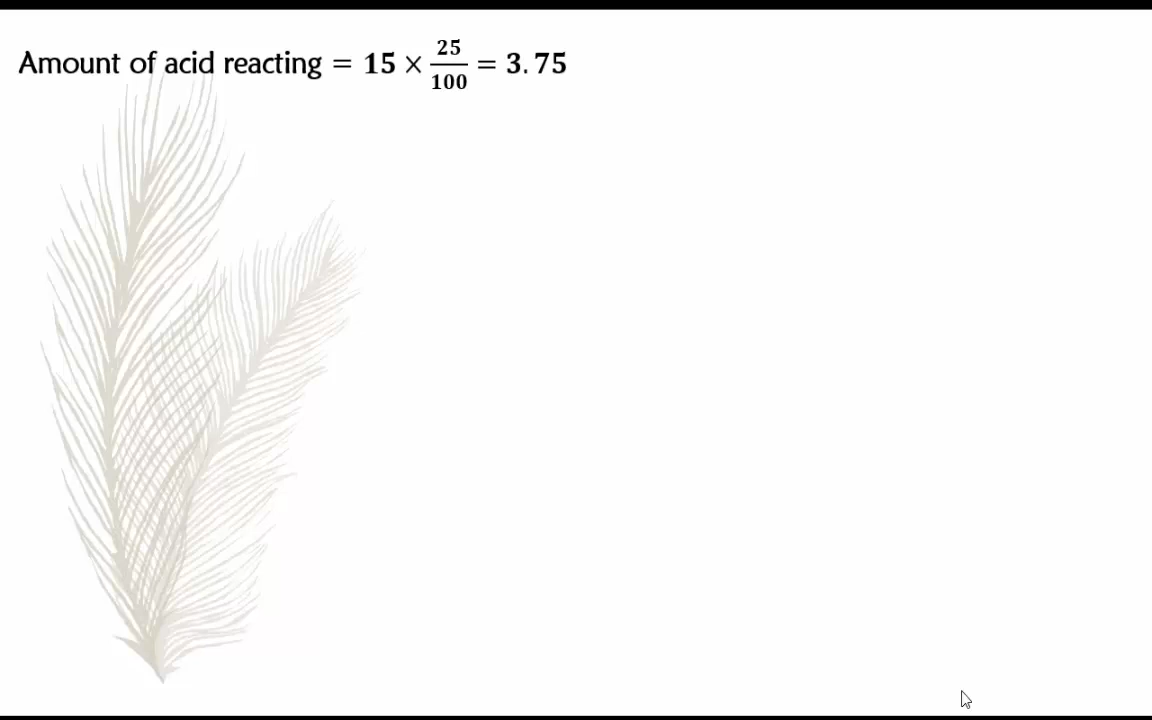 Amount of acid reacting = 15 × 25/100 = 3.75